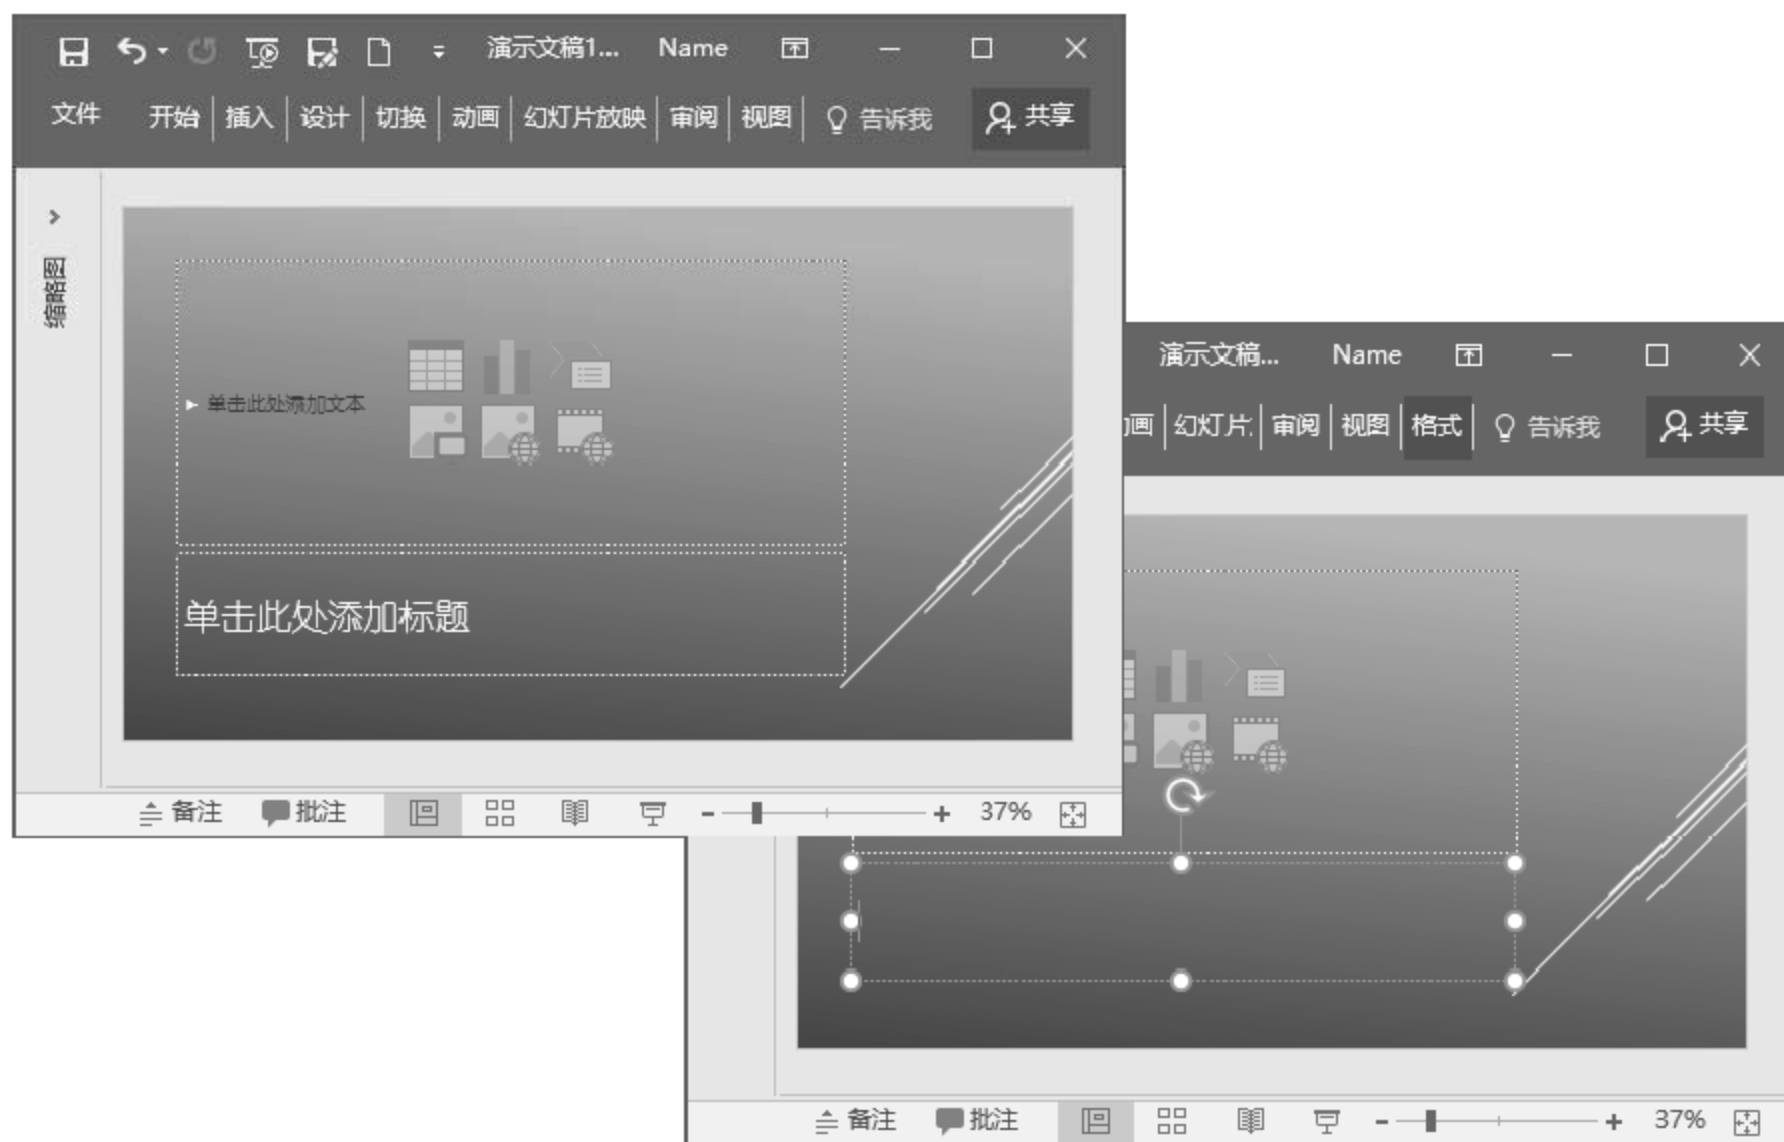 演示文稿1... Name
文件 开始 插入 设计 切换 动画 幻灯片放映 审阅 视图 告诉我 共享
缩略图
单击此处添加文本
单击此处添加标题
备注 批注 37%
演示文稿... Name
画 幻灯片 审阅 视图 格式 告诉我 共享
备注 批注 37%